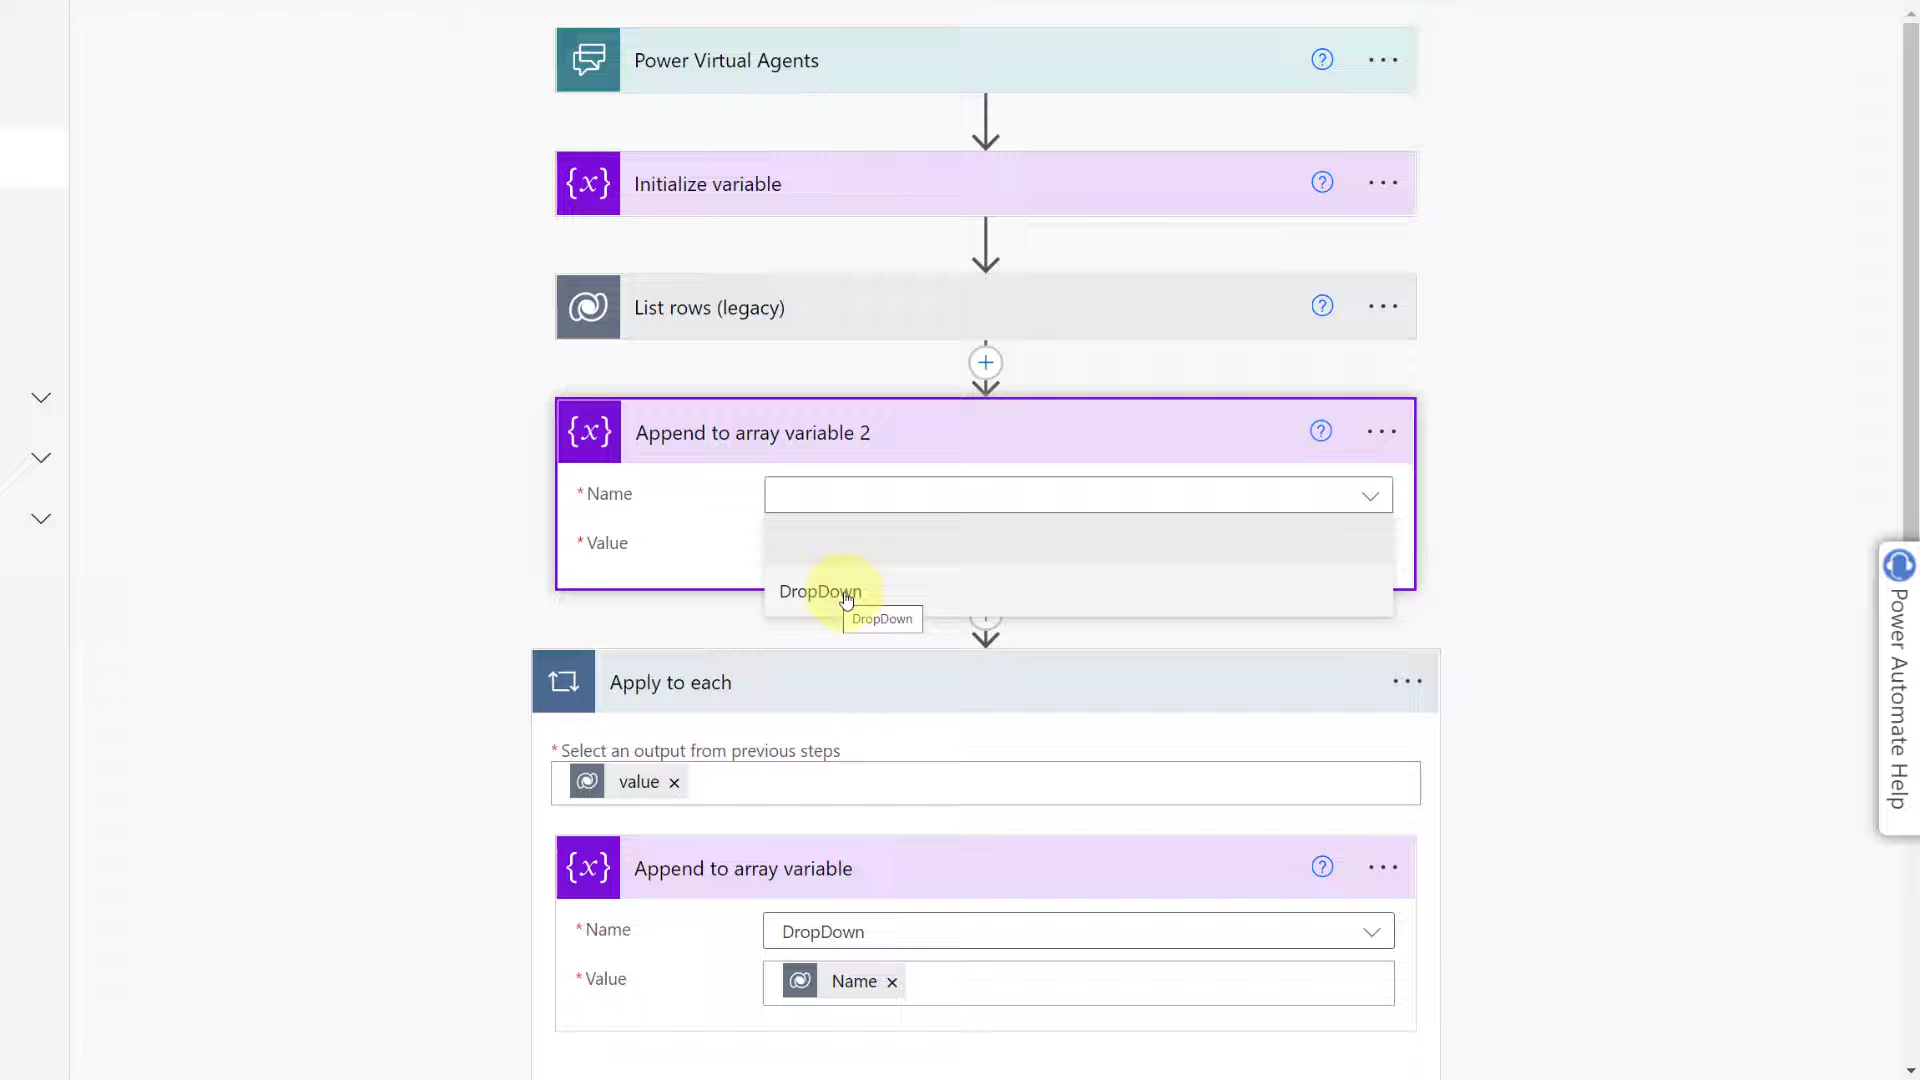 Power Virtual Agents
{x} Initialize variable
List rows (legacy)
{x} Append to array variable 2
* Name
* Value
DropDown
DropDown
Apply to each
* Select an output from previous steps
value
{x} Append to array variable
* Name DropDown
* Value Name
Power Automate Help